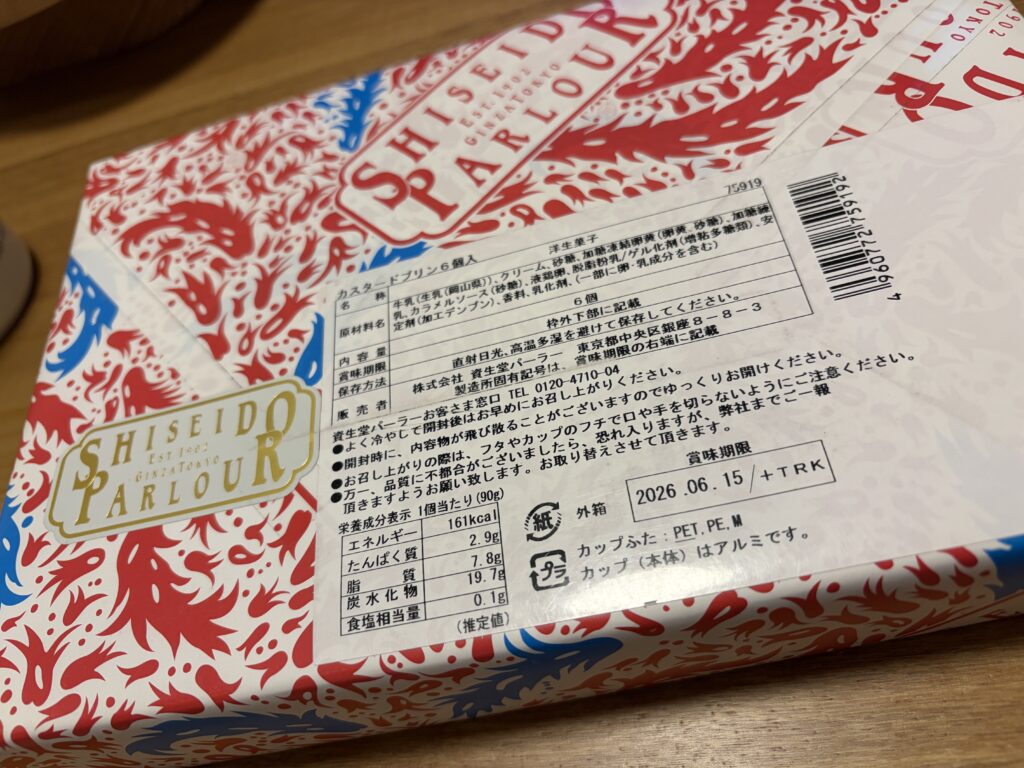 SHISEIDO
EST.1902
GINZATOKYO
PARLOUR
1902
TOKYO
SHISEIDO
EST 1902
GINZATOKYO
PARLOUR
75919
カスタードプリン6個入
名 称 洋生菓子
原材料名 牛乳(生乳(岡山県))、クリーム、砂糖、加糖凍結卵黄(卵黄、砂糖)、加糖練
乳、カラメルソース(砂糖)、液鶏卵、脱脂粉乳/ゲル化剤(増粘多糖類)、安
定剤(加工デンプン)、香料、乳化剤、(一部に卵・乳成分を含む)
内 容 量 6個
賞味期限 枠外下部に記載
保存方法 直射日光、高温多湿を避けて保存してください。
販 売 者 株式会社 資生堂パーラー 東京都中央区銀座8-8-3
製造所固有記号は、賞味期限の右端に記載
資生堂パーラーお客さま窓口 TEL 0120-4710-04
●よく冷やして開封後はお早めにお召し上がりください。
●開封時に、内容物が飛び散ることがございますのでゆっくりお開けください。
●お召し上がりの際は、フタやカップのフチで口や手を切らないようにご注意ください。
●万一、品質に不都合がございましたら、恐れ入りますが、弊社までご一報
頂きますようお願い致します。お取り替えさせて頂きます。
栄養成分表示 1個当たり(90g)
エネルギー 161kcal
たんぱく質 2.9g
脂 質 7.8g
炭水化物 19.7g
食塩相当量 0.1g
(推定値)
賞味期限
2026.06.15/+TRK
紙 外箱
プラ カップふた:PET,PE,M
カップ(本体)はアルミです。